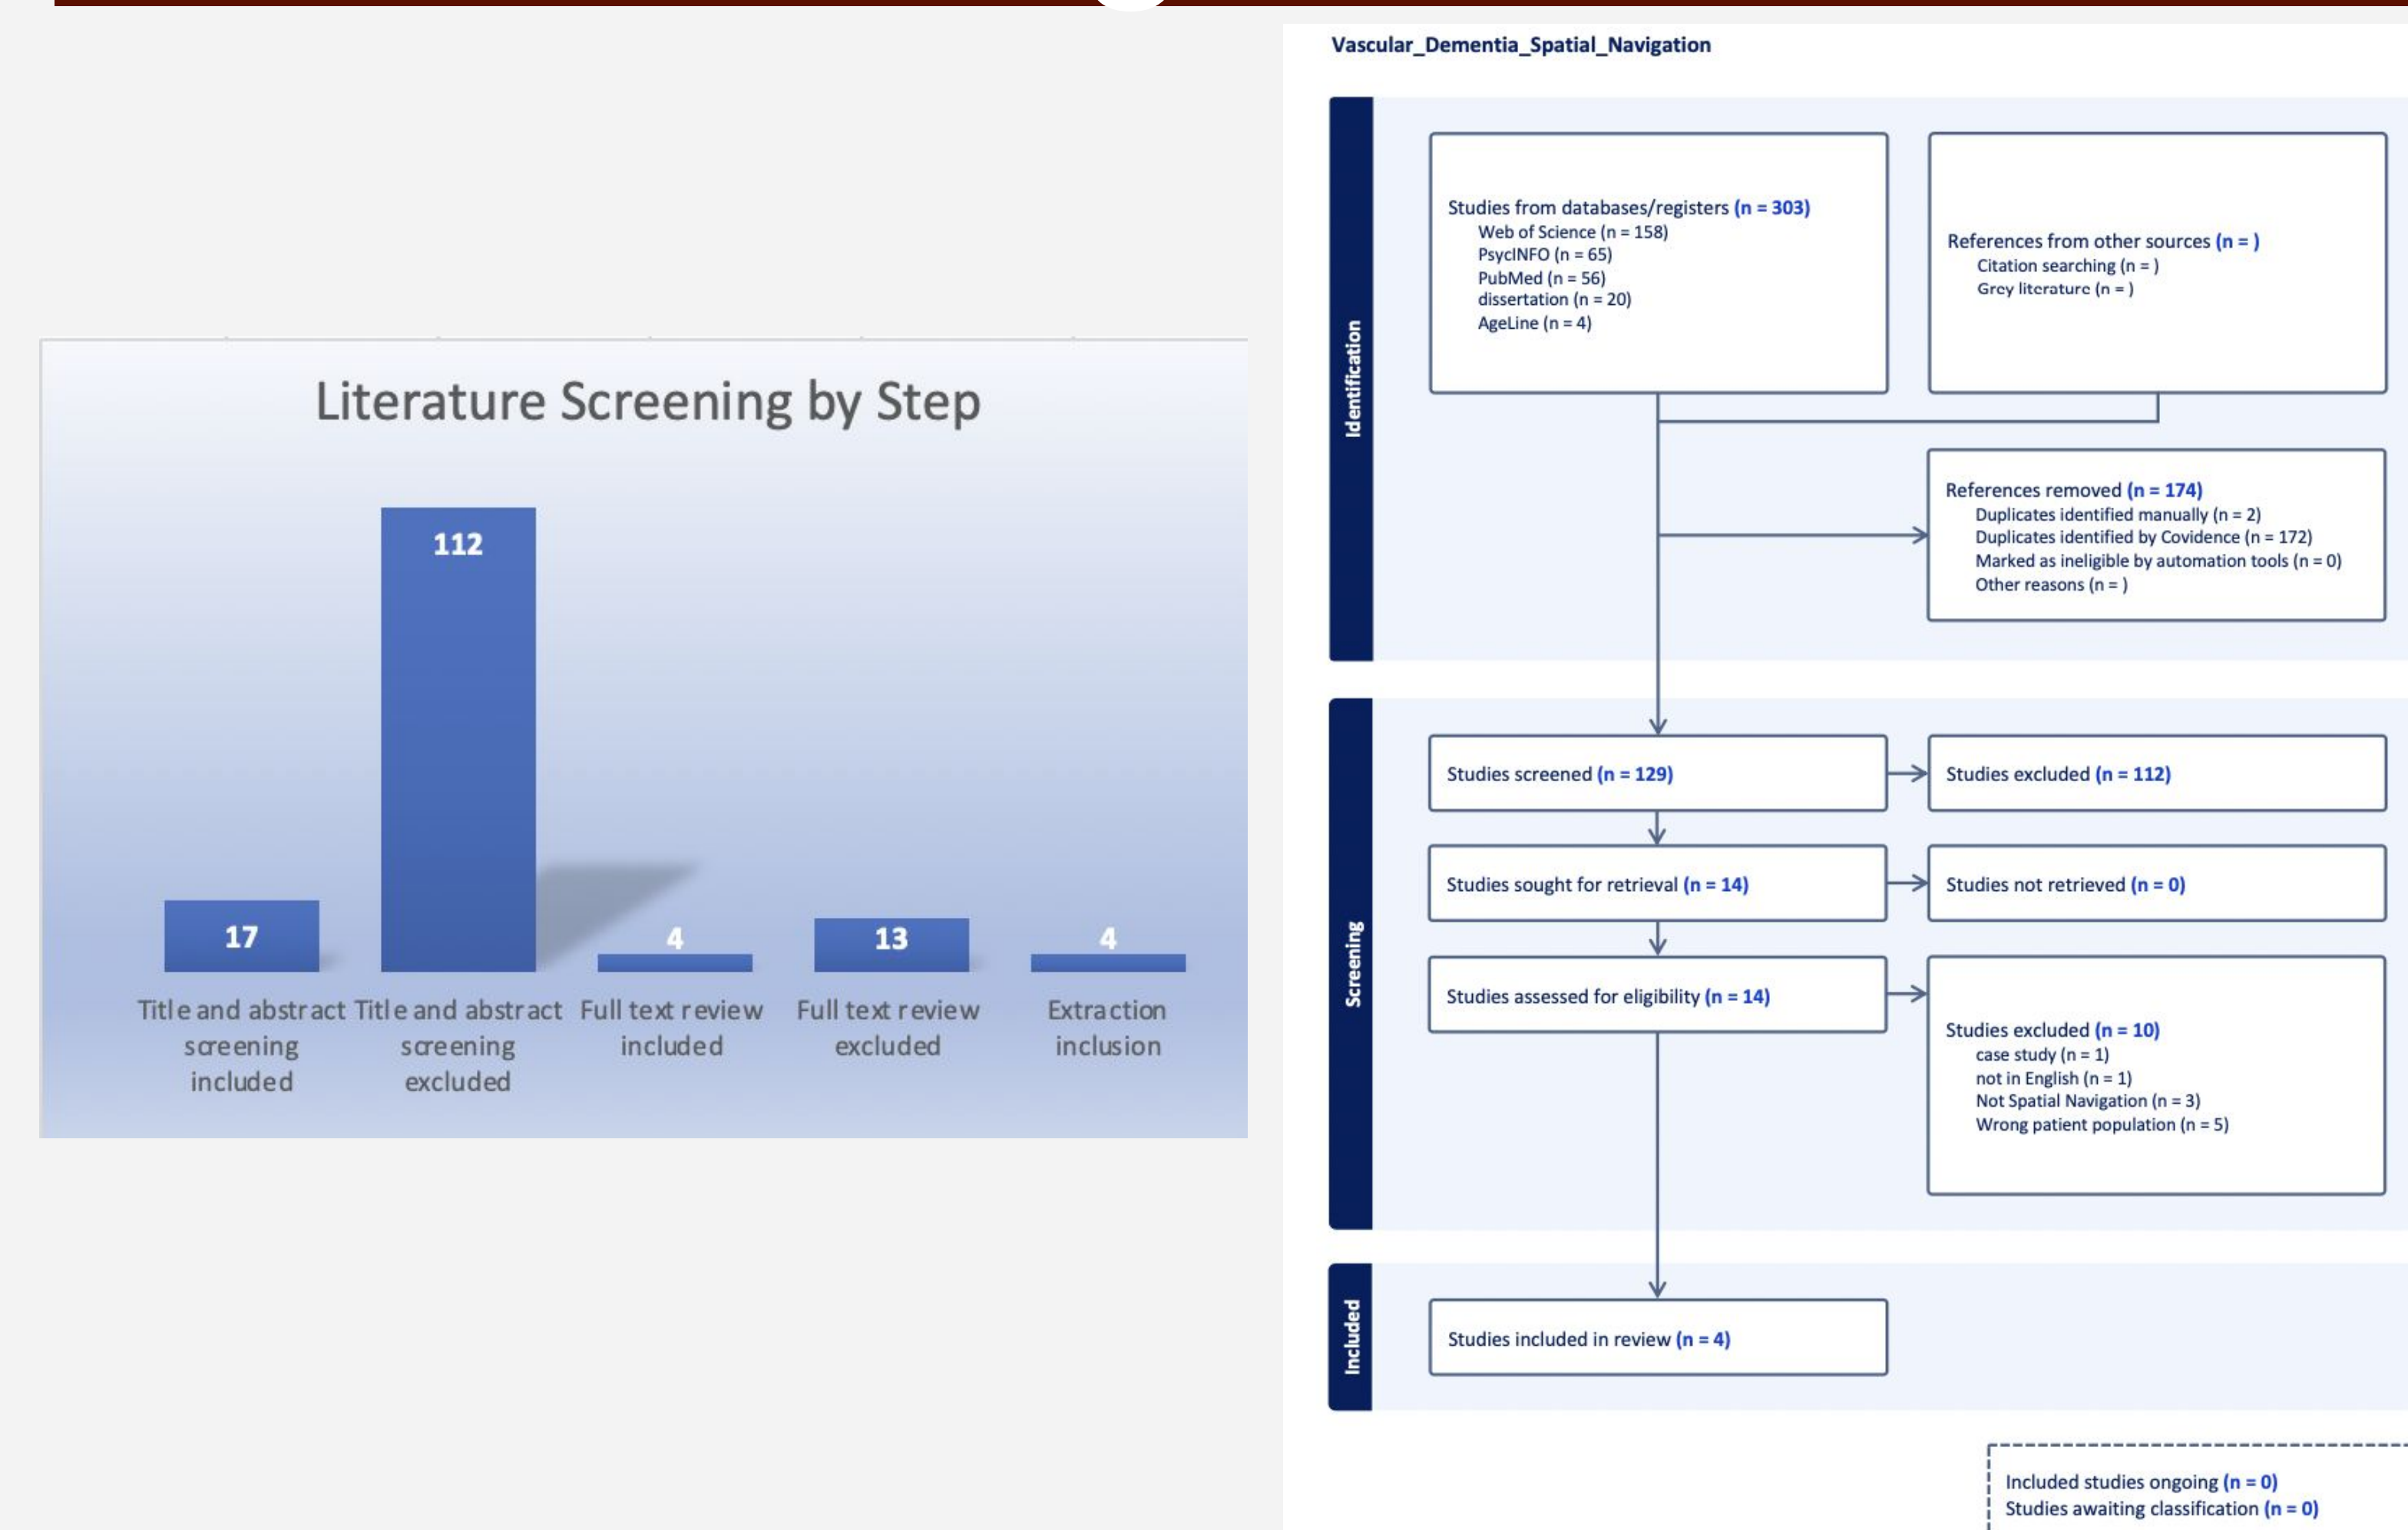 Literature Screening by Step
112
17
4
13
4
Title and abstract screening included
Title and abstract screening excluded
Full text review included
Full text review excluded
Extraction inclusion
Vascular_Dementia_Spatial_Navigation
Identification
Studies from databases/registers (n = 303)
Web of Science (n = 158)
PsycINFO (n = 65)
PubMed (n = 56)
dissertation (n = 20)
AgeLine (n = 4)
References from other sources (n = )
Citation searching (n = )
Grey literature (n = )
References removed (n = 174)
Duplicates identified manually (n = 2)
Duplicates identified by Covidence (n = 172)
Marked as ineligible by automation tools (n = 0)
Other reasons (n = )
Screening
Studies screened (n = 129)
Studies excluded (n = 112)
Studies sought for retrieval (n = 14)
Studies not retrieved (n = 0)
Studies assessed for eligibility (n = 14)
Studies excluded (n = 10)
case study (n = 1)
not in English (n = 1)
Not Spatial Navigation (n = 3)
Wrong patient population (n = 5)
Included
Studies included in review (n = 4)
Included studies ongoing (n = 0)
Studies awaiting classification (n = 0)